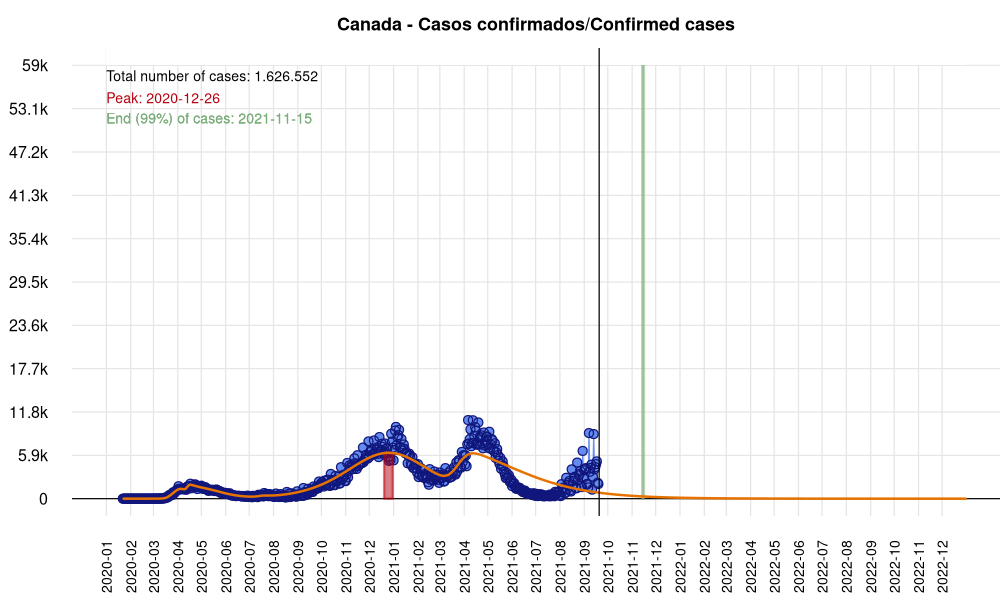 Canada - Casos confirmados/Confirmed cases
Total number of cases: 1.626.552
Peak: 2020-12-26
End (99%) of cases: 2021-11-15
59k
53.1k
47.2k
41.3k
35.4k
29.5k
23.6k
17.7k
11.8k
5.9k
0
2020-01
2020-02
2020-03
2020-04
2020-05
2020-06
2020-07
2020-08
2020-09
2020-10
2020-11
2020-12
2021-01
2021-02
2021-03
2021-04
2021-05
2021-06
2021-07
2021-08
2021-09
2021-10
2021-11
2021-12
2022-01
2022-02
2022-03
2022-04
2022-05
2022-06
2022-07
2022-08
2022-09
2022-10
2022-11
2022-12